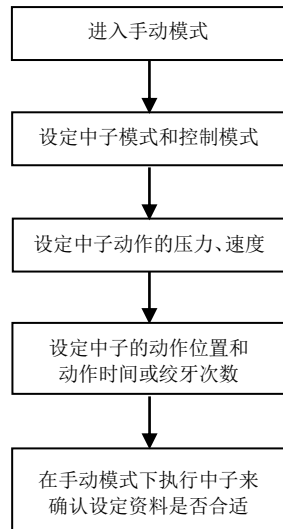 进入手动模式
设定中子模式和控制模式
设定中子动作的压力、速度
设定中子的动作位置和
动作时间或绞牙次数
在手动模式下执行中子来
确认设定资料是否合适